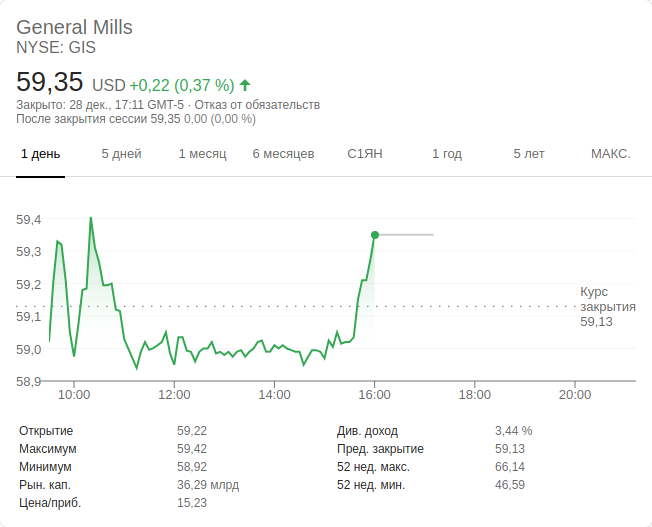 General Mills
NYSE: GIS
59,35 USD +0,22 (0,37 %)
Закрыто: 28 дек., 17:11 GMT-5 · Отказ от обязательств
После закрытия сессии 59,35 0,00 (0,00 %)
1 день 5 дней 1 месяц 6 месяцев С1ЯН 1 год 5 лет МАКС.
59,4
59,3
59,2
59,1
59,0
58,9
Курс
закрытия
59,13
10:00 12:00 14:00 16:00 18:00 20:00
Открытие 59,22
Максимум 59,42
Минимум 58,92
Рын. кап. 36,29 млрд
Цена/приб. 15,23
Див. доход 3,44 %
Пред. закрытие 59,13
52 нед. макс. 66,14
52 нед. мин. 46,59